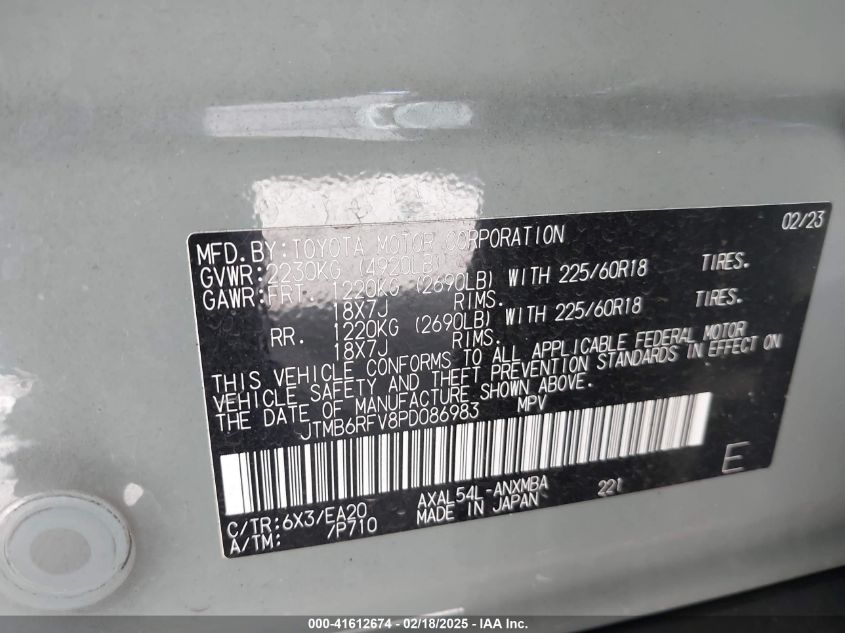 02/23
MFD.BY:TOYOTA MOTOR CORPORATION
GVWR:2230KG (4920LB)
GAWR:FRT. 1220KG (2690LB) WITH 225/60R18 TIRES.
18X7J RIMS.
RR. 1220KG (2690LB) WITH 225/60R18 TIRES.
18X7J RIMS.
THIS VEHICLE CONFORMS TO ALL APPLICABLE FEDERAL MOTOR
VEHICLE SAFETY AND THEFT PREVENTION STANDARDS IN EFFECT ON
THE DATE OF MANUFACTURE SHOWN ABOVE.
JTMB6RFV8PD086983 MPV
C/TR:6X3/EA20 AXAL54L-ANXMBA 221 E
A/TM: /P710 MADE IN JAPAN
000-41612674 - 02/18/2025 - IAA Inc.